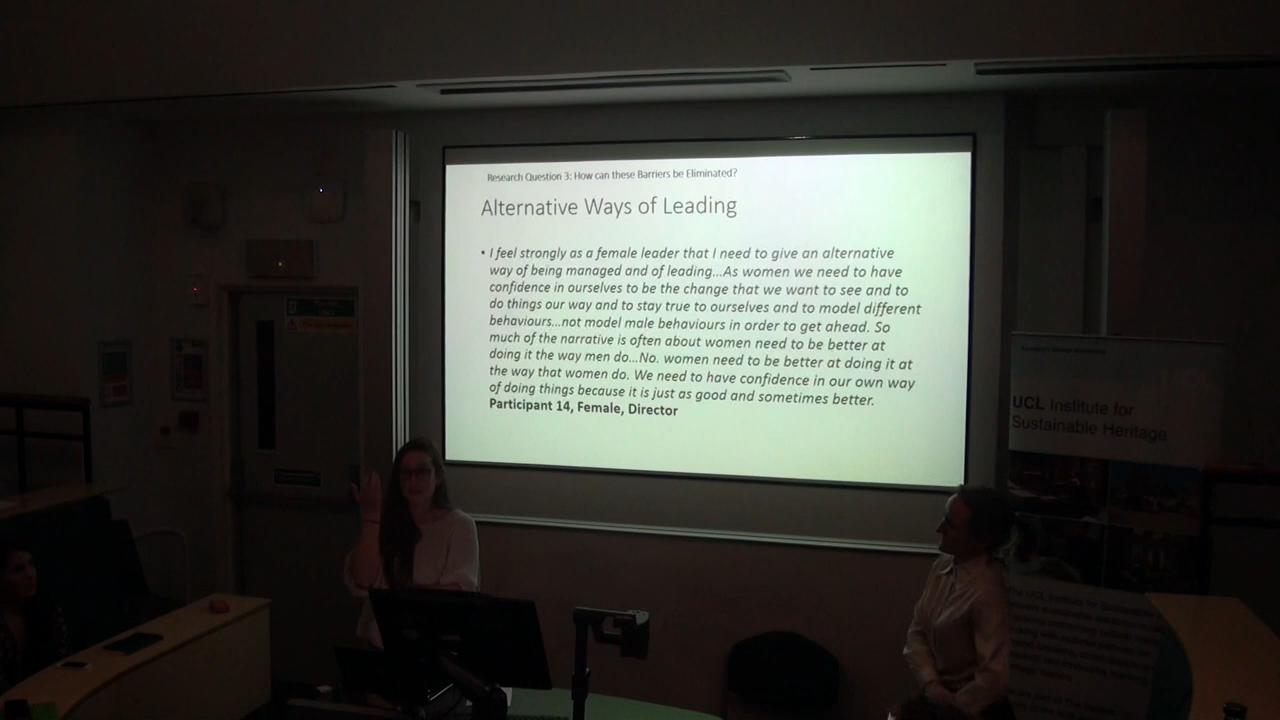 Research Question 3: How can these Barriers be Eliminated?
Alternative Ways of Leading
• I feel strongly as a female leader that I need to give an alternative
way of being managed and of leading...As women we need to have
confidence in ourselves to be the change that we want to see and to
do things our way and to stay true to ourselves and to model different
behaviours...not model male behaviours in order to get ahead. So
much of the narrative is often about women need to be better at
doing it the way men do...No. women need to be better at doing it at
the way that women do. We need to have confidence in our own way
of doing things because it is just as good and sometimes better.
Participant 14, Female, Director
UCL Institute for
Sustainable Heritage
The UCL Institute for Sustainable